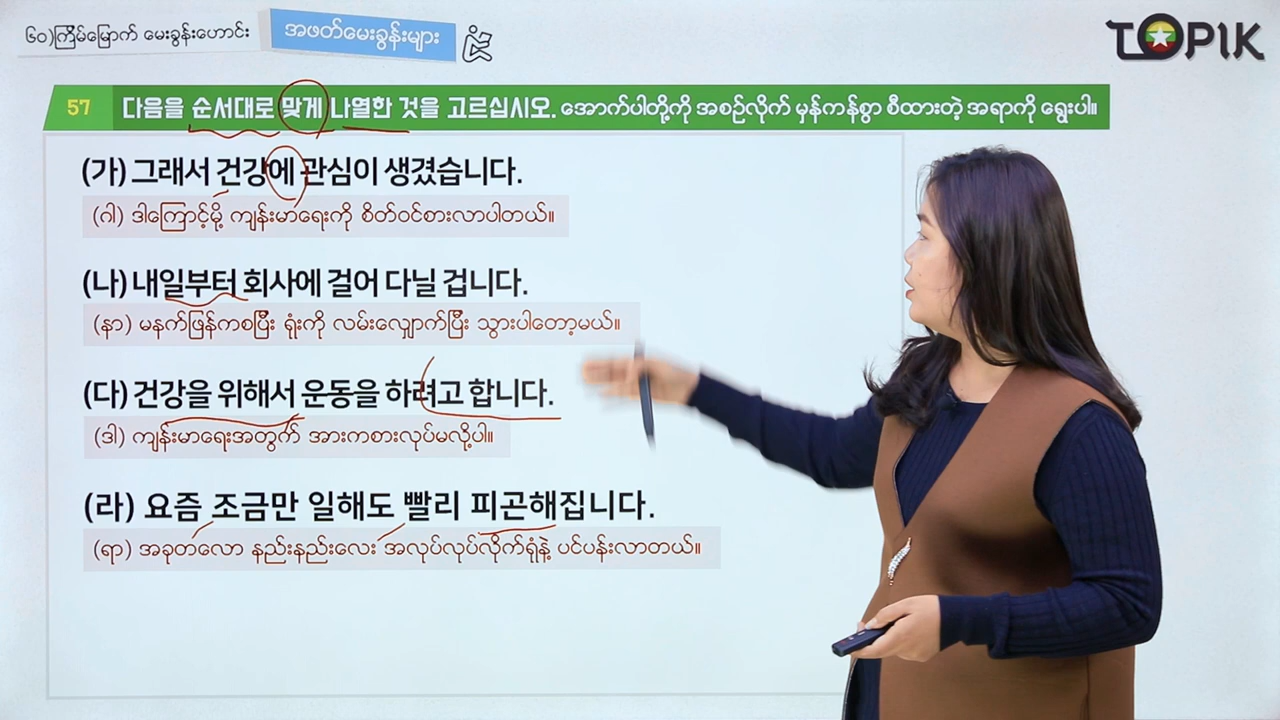 ၆၀)ကြိမ်မြောက် မေးခွန်းဟောင်း
အဖတ်မေးခွန်းများ
TOPIK
57 다음을 순서대로 맞게 나열한 것을 고르십시오. အောက်ပါတို့ကို အစဉ်လိုက် မှန်ကန်စွာ စီထားတဲ့ အရာကို ရွေးပါ။
(가) 그래서 건강에 관심이 생겼습니다.
(ဂါ) ဒါကြောင့်မို့ ကျန်းမာရေးကို စိတ်ဝင်စားလာပါတယ်။
(나) 내일부터 회사에 걸어 다닐 겁니다.
(နာ) မနက်ဖြန်ကစပြီး ရုံးကို လမ်းလျှောက်ပြီး သွားပါတော့မယ်။
(다) 건강을 위해서 운동을 하려고 합니다.
(ဒါ) ကျန်းမာရေးအတွက် အားကစားလုပ်မလို့ပါ။
(라) 요즘 조금만 일해도 빨리 피곤해집니다.
(ရာ) အခုတလော နည်းနည်းလေး အလုပ်လုပ်လိုက်ရုံနဲ့ ပင်ပန်းလာတယ်။